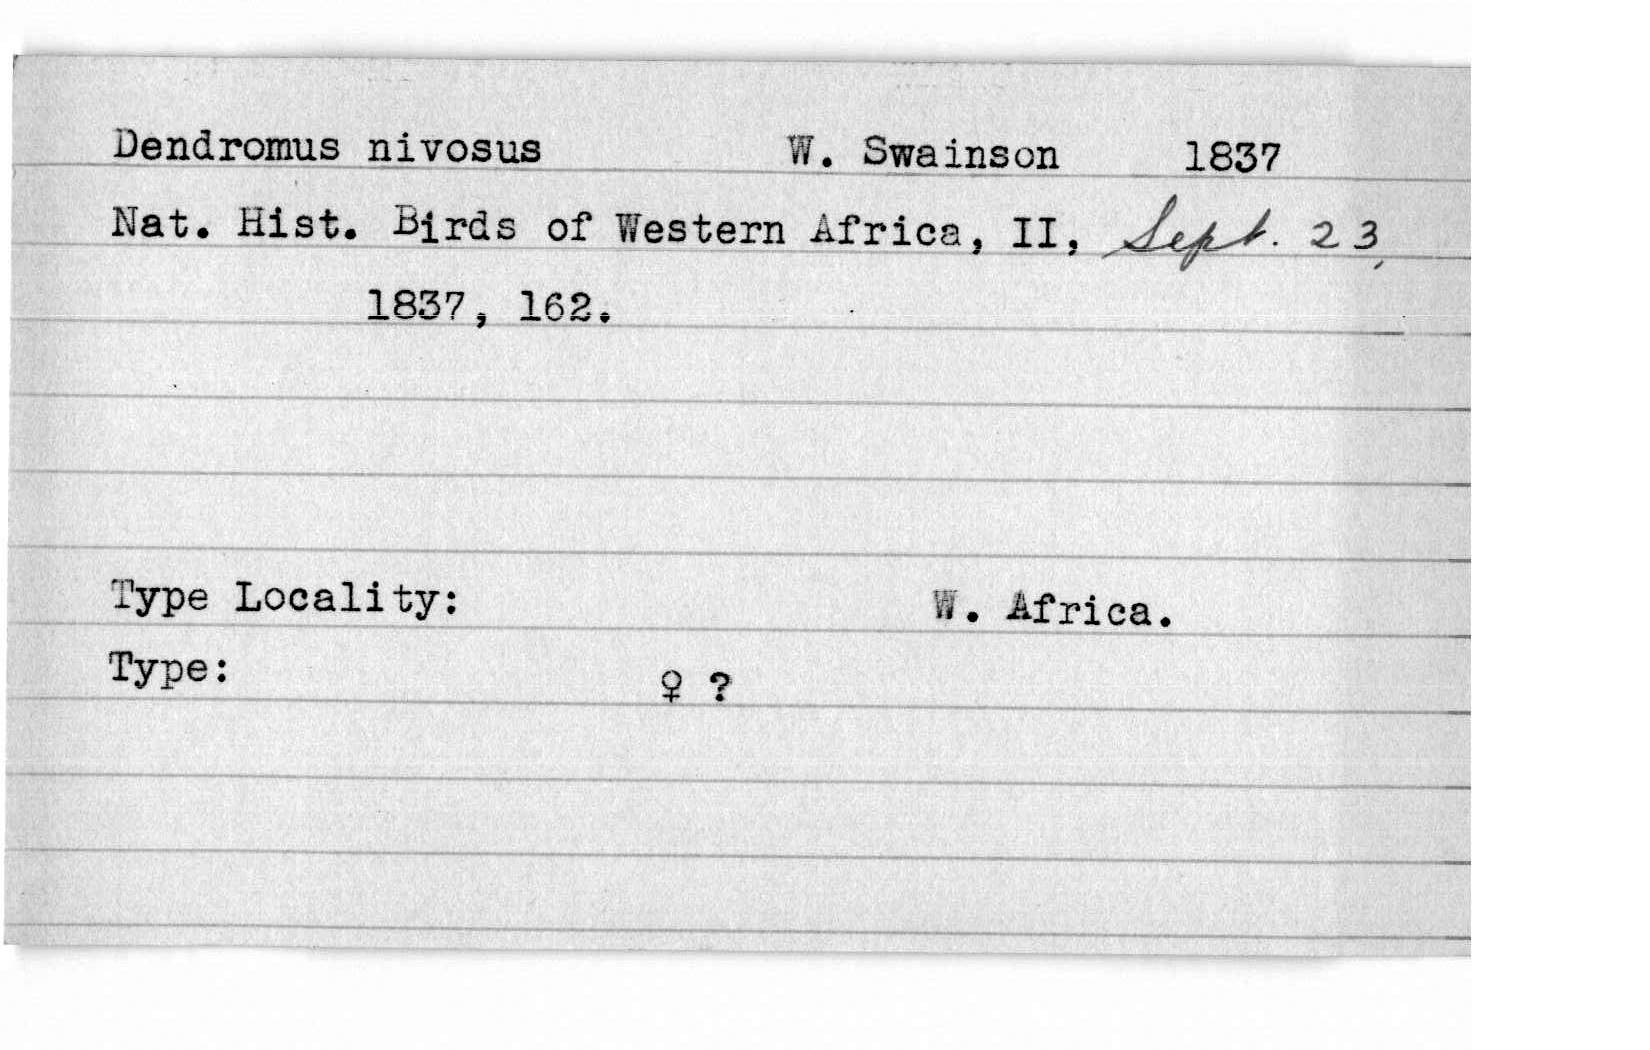 Dendromus nivosus W. Swainson 1837
Nat. Hist. Birds of Western Africa, II, Sept. 23,
1837, 162.
Type Locality: W. Africa.
Type: ♀ ?